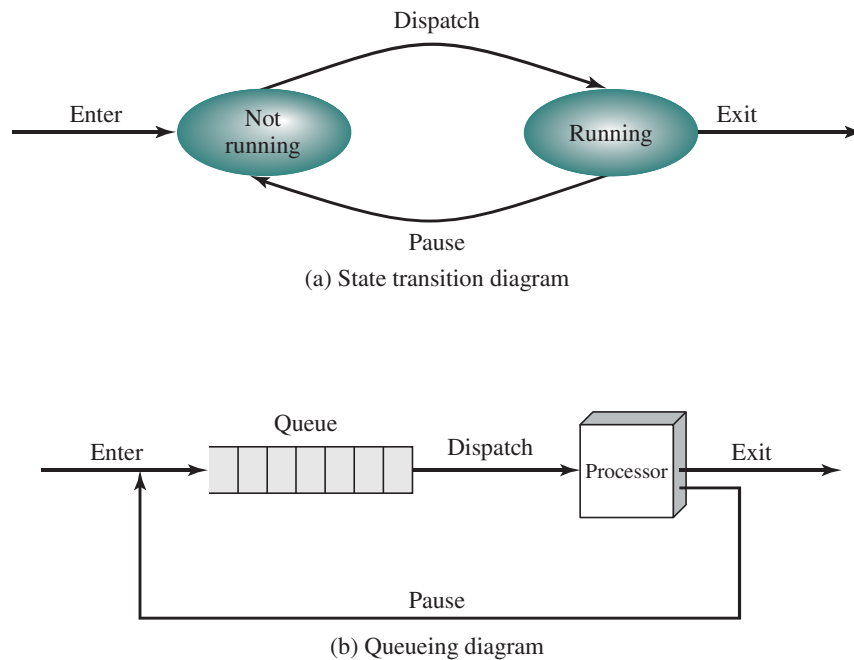 Dispatch
Enter
Not
running
Running
Exit
Pause
(a) State transition diagram
Queue
Enter
Dispatch
Processor
Exit
Pause
(b) Queueing diagram